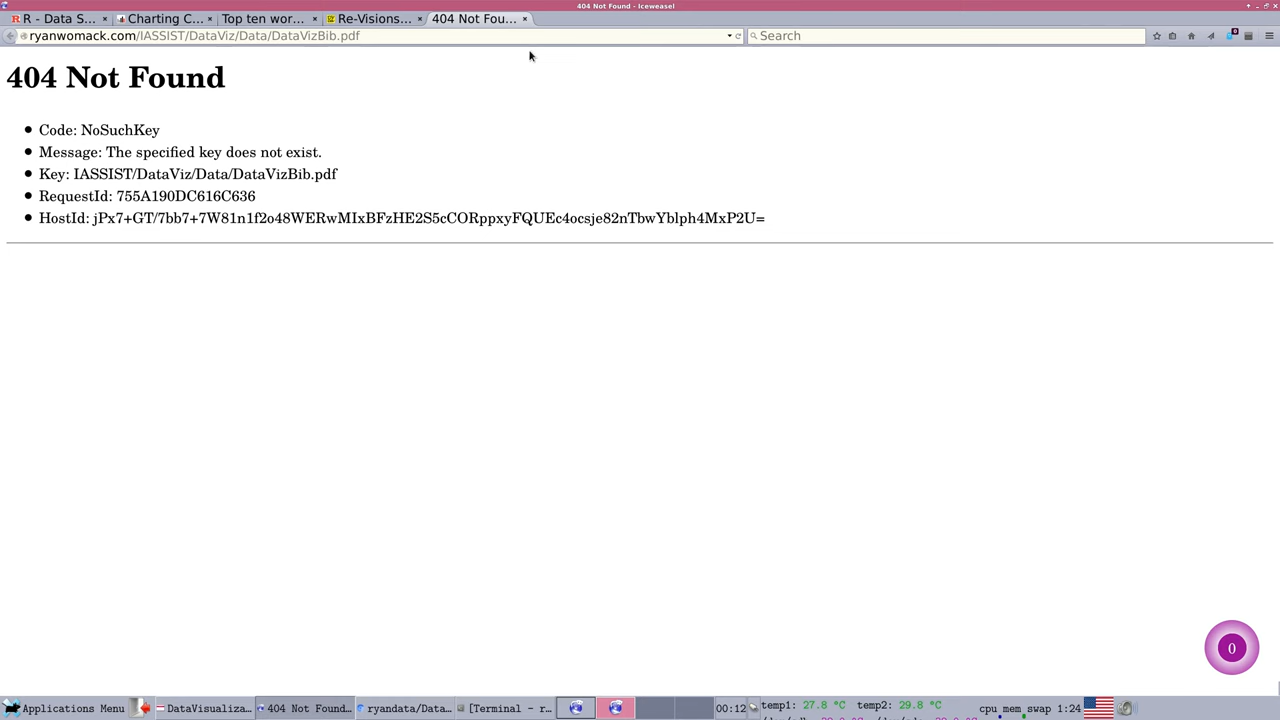 404 Not Found - Iceweasel
R - Data S... × Charting C... × Top ten wor... × Re-Visions... × 404 Not Fou... ×
ryanwomack.com/IASSIST/DataViz/Data/DataVizBib.pdf Search
404 Not Found
• Code: NoSuchKey
• Message: The specified key does not exist.
• Key: IASSIST/DataViz/Data/DataVizBib.pdf
• RequestId: 755A190DC616C636
• HostId: jPx7+GT/7bb7+7W81n1f2o48WERwMIxBFzHE2S5cCORppxyFQUEc4ocsje82nTbwYblph4MxP2U=
0
Applications Menu DataVisualiza... 404 Not Found... ryandata/Data... [Terminal - r... 00:12 temp1: 27.8 °C temp2: 29.8 °C cpu mem swap 1:24